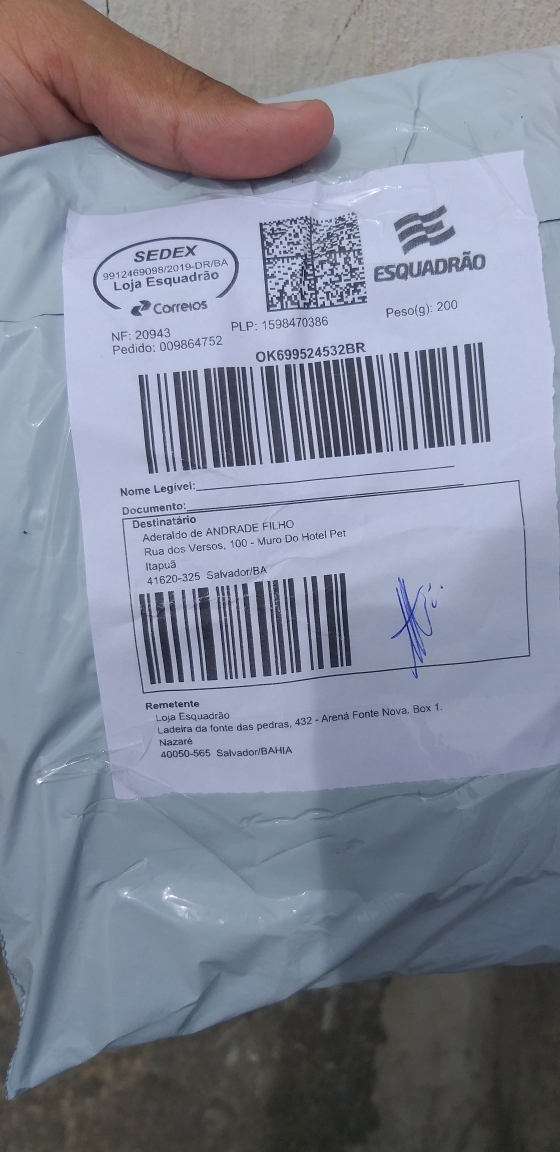 SEDEX
9912469098/2019-DR/BA
Loja Esquadrão
Correios
ESQUADRÃO
NF: 20943
PLP: 1598470386
Peso(g): 200
Pedido: 009864752
OK699524532BR
Nome Legível:
Documento:
Destinatário
Aderaldo de ANDRADE FILHO
Rua dos Versos, 100 - Muro Do Hotel Pet
Itapuã
41620-325 Salvador/BA
Remetente
Loja Esquadrão
Ladeira da fonte das pedras, 432 - Arena Fonte Nova. Box 1.
Nazaré
40050-565 Salvador/BAHIA